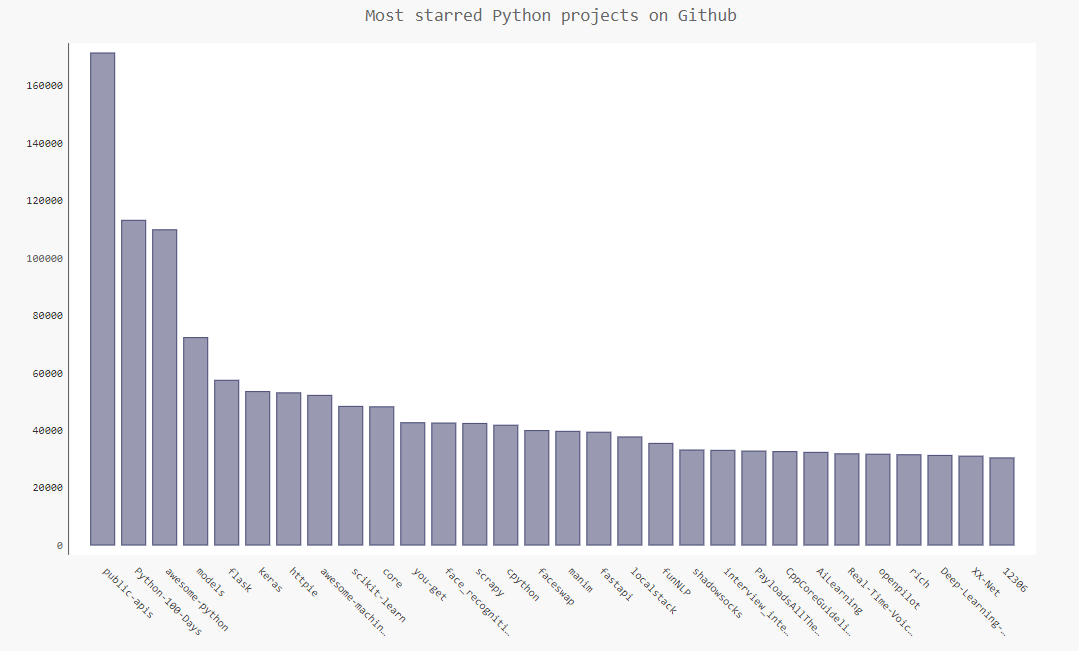 Most starred Python projects on Github
160000
140000
120000
100000
80000
60000
40000
20000
0
public-apis
Python-100-Days
awesome-python
models
flask
keras
httpie
awesome-machin…
scikit-learn
core
you-get
face_recogniti…
scrapy
cpython
faceswap
manim
fastapi
localstack
funNLP
shadowsocks
interview_inte…
PayloadsAllThe…
CppCoreGuideli…
AiLearning
Real-Time-Voic…
openpilot
rich
Deep-Learning-…
XX-Net
12306